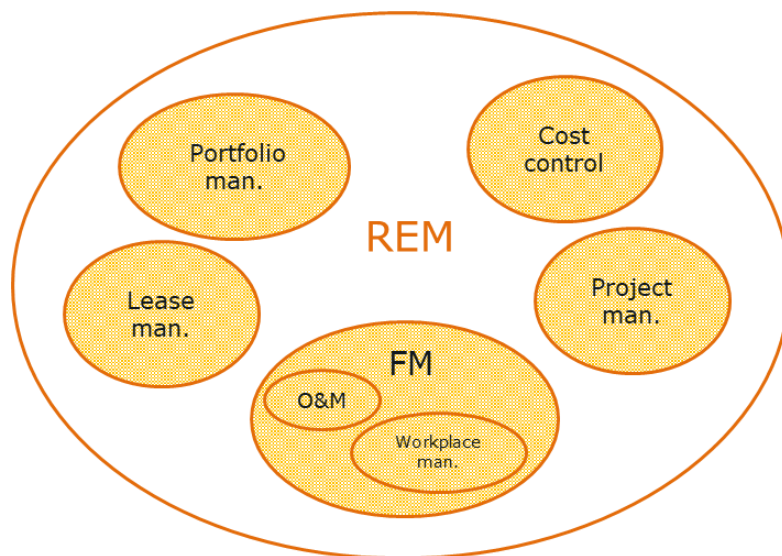 Portfolio
man.
Cost
control
REM
Lease
man.
Project
man.
FM
O&M
Workplace
man.